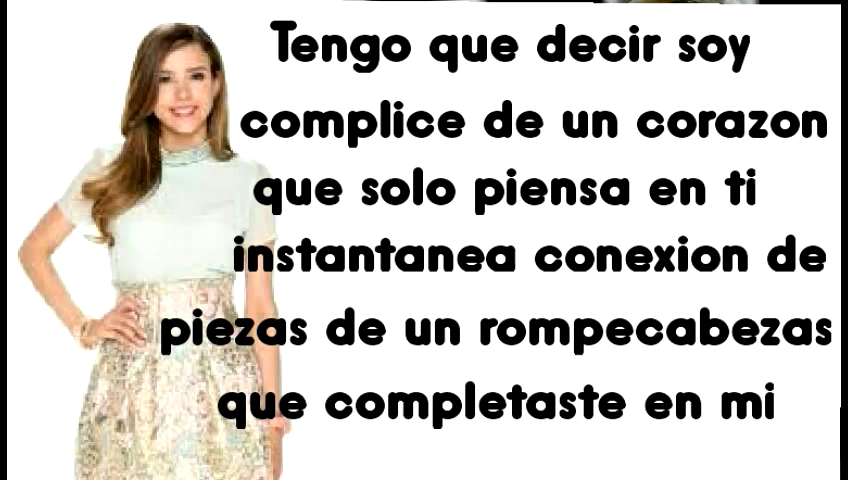 Tengo que decir soy
complice de un corazon
que solo piensa en ti
instantanea conexion de
piezas de un rompecabezas
que completaste en mi